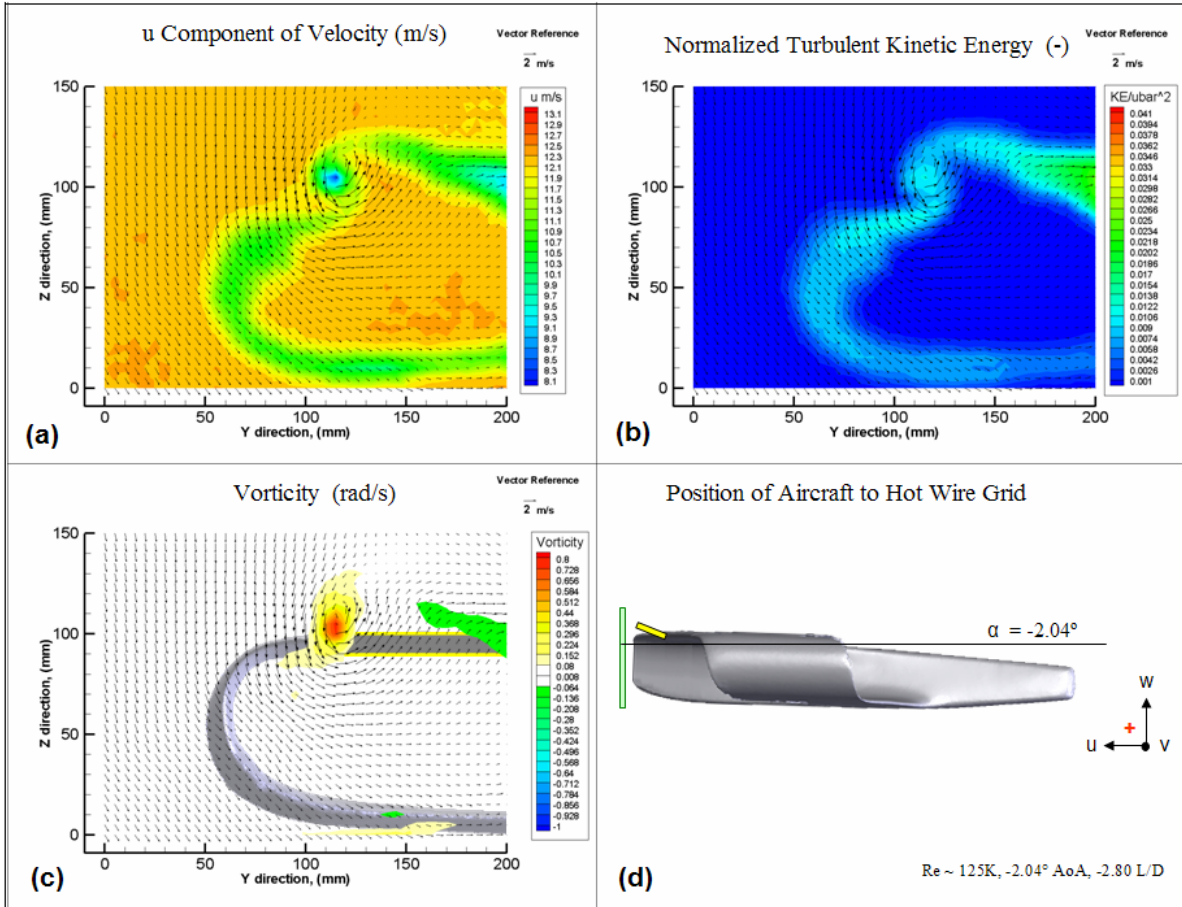 u Component of Velocity (m/s)
Vector Reference
2 m/s
u m/s
13.1
12.9
12.7
12.5
12.3
12.1
11.9
11.7
11.5
11.3
11.1
10.9
10.7
10.5
10.3
10.1
9.9
9.7
9.5
9.3
9.1
8.9
8.7
8.5
8.3
8.1
150
100
50
0
Z direction, (mm)
0 50 100 150 200
Y direction, (mm)
(a)
Normalized Turbulent Kinetic Energy (-)
Vector Reference
2 m/s
KE/ubar^2
0.041
0.0394
0.0378
0.0362
0.0346
0.033
0.0314
0.0298
0.0282
0.0266
0.025
0.0234
0.0218
0.0202
0.0186
0.017
0.0154
0.0138
0.0122
0.0106
0.009
0.0074
0.0058
0.0042
0.0026
0.001
150
100
50
0
Z direction, (mm)
0 50 100 150 200
Y direction, (mm)
(b)
Vorticity (rad/s)
Vector Reference
2 m/s
Vorticity
0.8
0.728
0.656
0.584
0.512
0.44
0.368
0.296
0.224
0.152
0.08
0.008
-0.064
-0.136
-0.208
-0.28
-0.352
-0.424
-0.496
-0.568
-0.64
-0.712
-0.784
-0.856
-0.928
-1
150
100
50
0
Z direction, (mm)
0 50 100 150 200
Y direction, (mm)
(c)
Position of Aircraft to Hot Wire Grid
α = -2.04º
w
+
u
v
(d)
Re ~ 125K, -2.04° AoA, -2.80 L/D